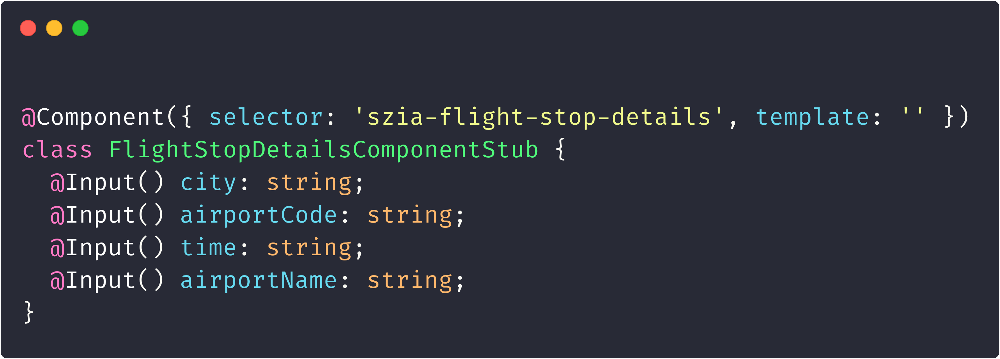 @Component({ selector: 'szia-flight-stop-details', template: '' })
class FlightStopDetailsComponentStub {
  @Input() city: string;
  @Input() airportCode: string;
  @Input() time: string;
  @Input() airportName: string;
}